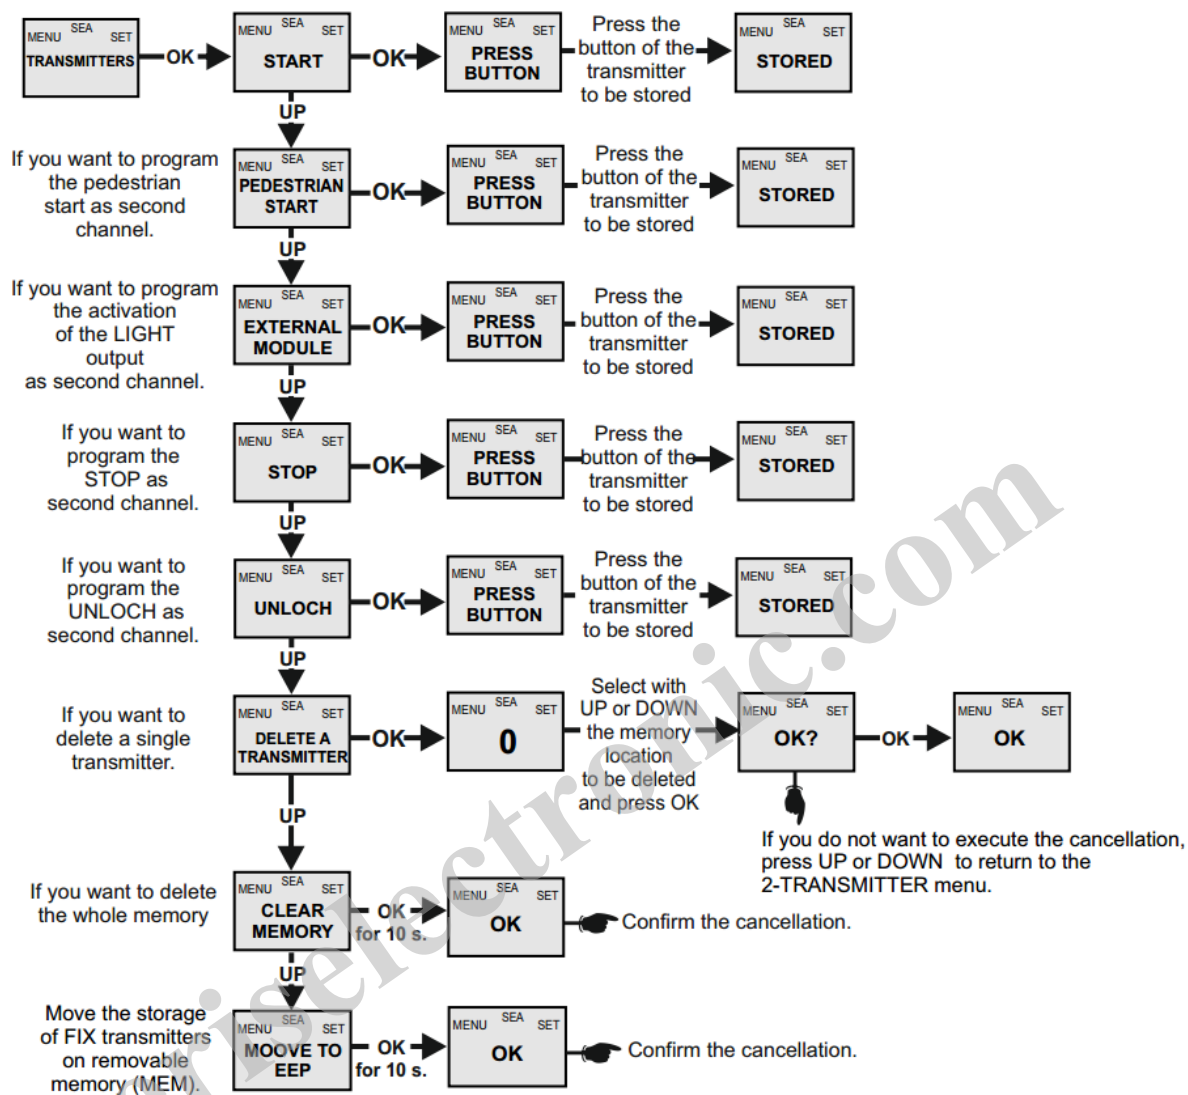 MENU SEA SET
TRANSMITTERS
OK
MENU SEA SET
START
OK
MENU SEA SET
PRESS
BUTTON
Press the
button of the
transmitter
to be stored
MENU SEA SET
STORED
UP
If you want to program
the pedestrian
start as second
channel.
MENU SEA SET
PEDESTRIAN
START
OK
MENU SEA SET
PRESS
BUTTON
Press the
button of the
transmitter
to be stored
MENU SEA SET
STORED
UP
If you want to program
the activation
of the LIGHT
output
as second channel.
MENU SEA SET
EXTERNAL
MODULE
OK
MENU SEA SET
PRESS
BUTTON
Press the
button of the
transmitter
to be stored
MENU SEA SET
STORED
UP
If you want to
program the
STOP as
second channel.
MENU SEA SET
STOP
OK
MENU SEA SET
PRESS
BUTTON
Press the
button of the
transmitter
to be stored
MENU SEA SET
STORED
UP
If you want to
program the
UNLOCH as
second channel.
MENU SEA SET
UNLOCH
OK
MENU SEA SET
PRESS
BUTTON
Press the
button of the
transmitter
to be stored
MENU SEA SET
STORED
UP
If you want to
delete a single
transmitter.
MENU SEA SET
DELETE A
TRANSMITTER
OK
MENU SEA SET
0
Select with
UP or DOWN
the memory
location
to be deleted
and press OK
MENU SEA SET
OK?
OK
MENU SEA SET
OK
If you do not want to execute the cancellation,
press UP or DOWN to return to the
2-TRANSMITTER menu.
UP
If you want to delete
the whole memory
MENU SEA SET
CLEAR
MEMORY
OK
for 10 s.
MENU SEA SET
OK
Confirm the cancellation.
UP
Move the storage
of FIX transmitters
on removable
memory (MEM).
MENU SEA SET
MOOVE TO
EEP
OK
for 10 s.
MENU SEA SET
OK
Confirm the cancellation.
riselectronic.com